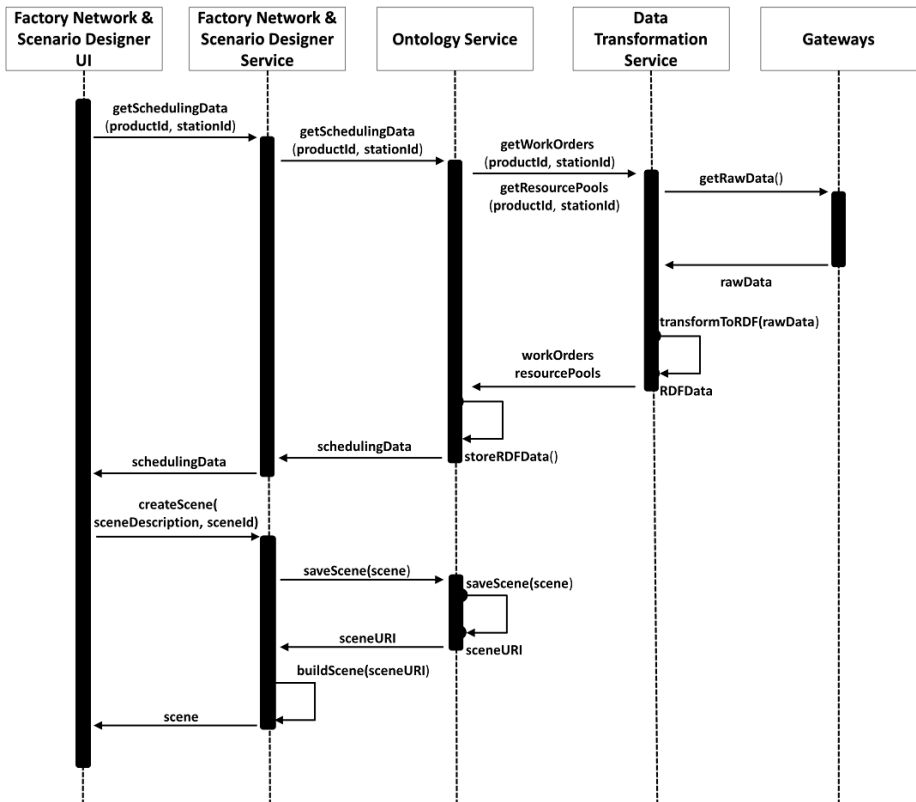 Factory Network &
Scenario Designer
UI
Factory Network &
Scenario Designer
Service
Ontology Service
Data
Transformation
Service
Gateways
getSchedulingData
(productId, stationId)
getSchedulingData
(productId, stationId)
getWorkOrders
(productId, stationId)
getResourcePools
(productId, stationId)
getRawData()
rawData
transformToRDF(rawData)
workOrders
resourcePools
RDFData
schedulingData
storeRDFData()
schedulingData
createScene(
sceneDescription, sceneId)
saveScene(scene)
saveScene(scene)
sceneURI
sceneURI
buildScene(sceneURI)
scene